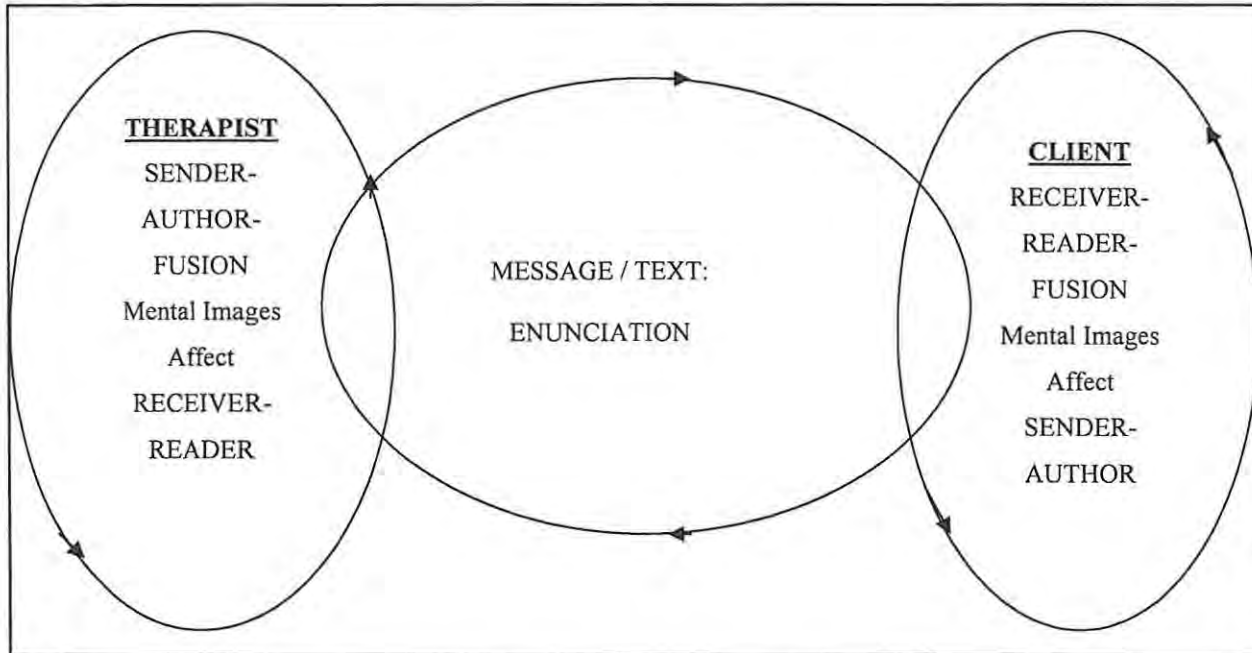 THERAPIST
SENDER-
AUTHOR-
FUSION
Mental Images
Affect
RECEIVER-
READER
MESSAGE / TEXT:
ENUNCIATION
CLIENT
RECEIVER-
READER-
FUSION
Mental Images
Affect
SENDER-
AUTHOR